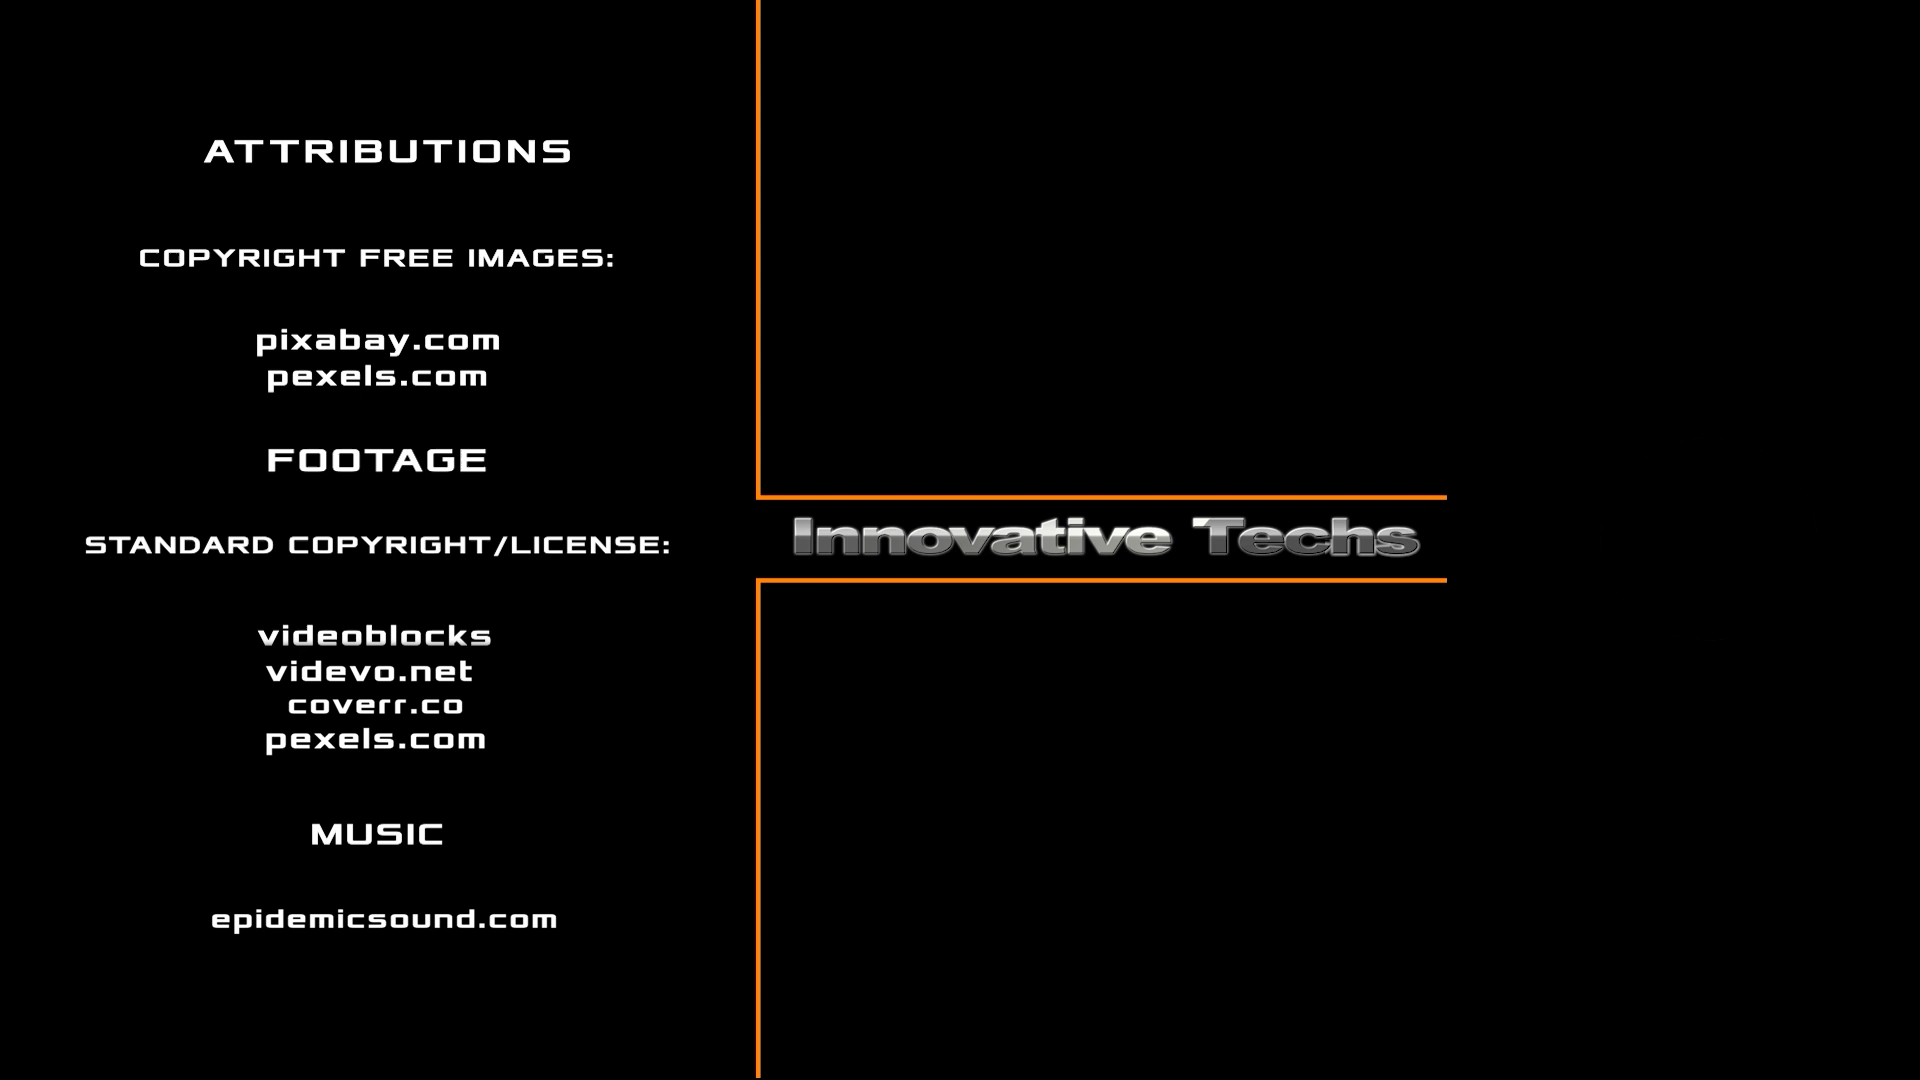 ATTRIBUTIONS
COPYRIGHT FREE IMAGES:
pixabay.com
pexels.com
FOOTAGE
STANDARD COPYRIGHT/LICENSE:
videoblocks
videvo.net
coverr.co
pexels.com
MUSIC
epidemicsound.com
Innovative Techs